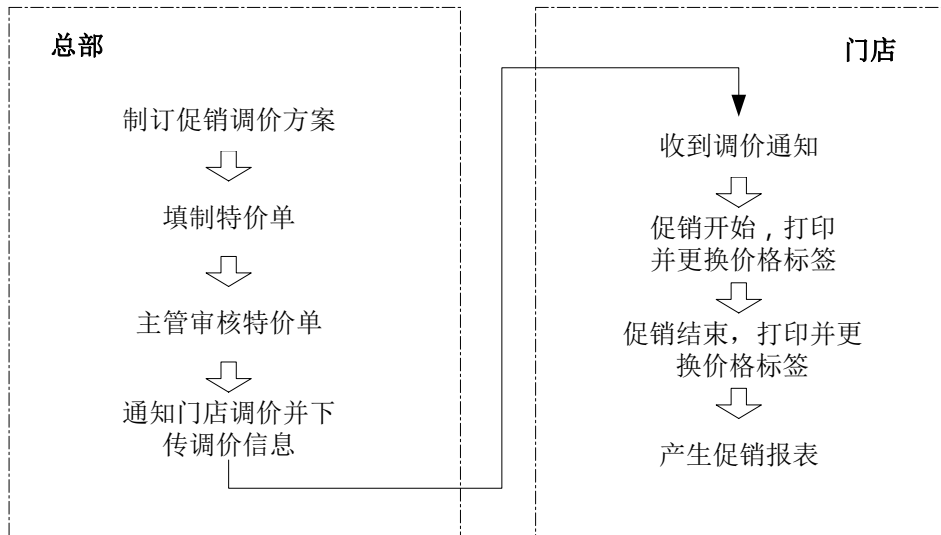 总部
制订促销调价方案
填制特价单
主管审核特价单
通知门店调价并下
传调价信息
门店
收到调价通知
促销开始，打印
并更换价格标签
促销结束，打印并更
换价格标签
产生促销报表